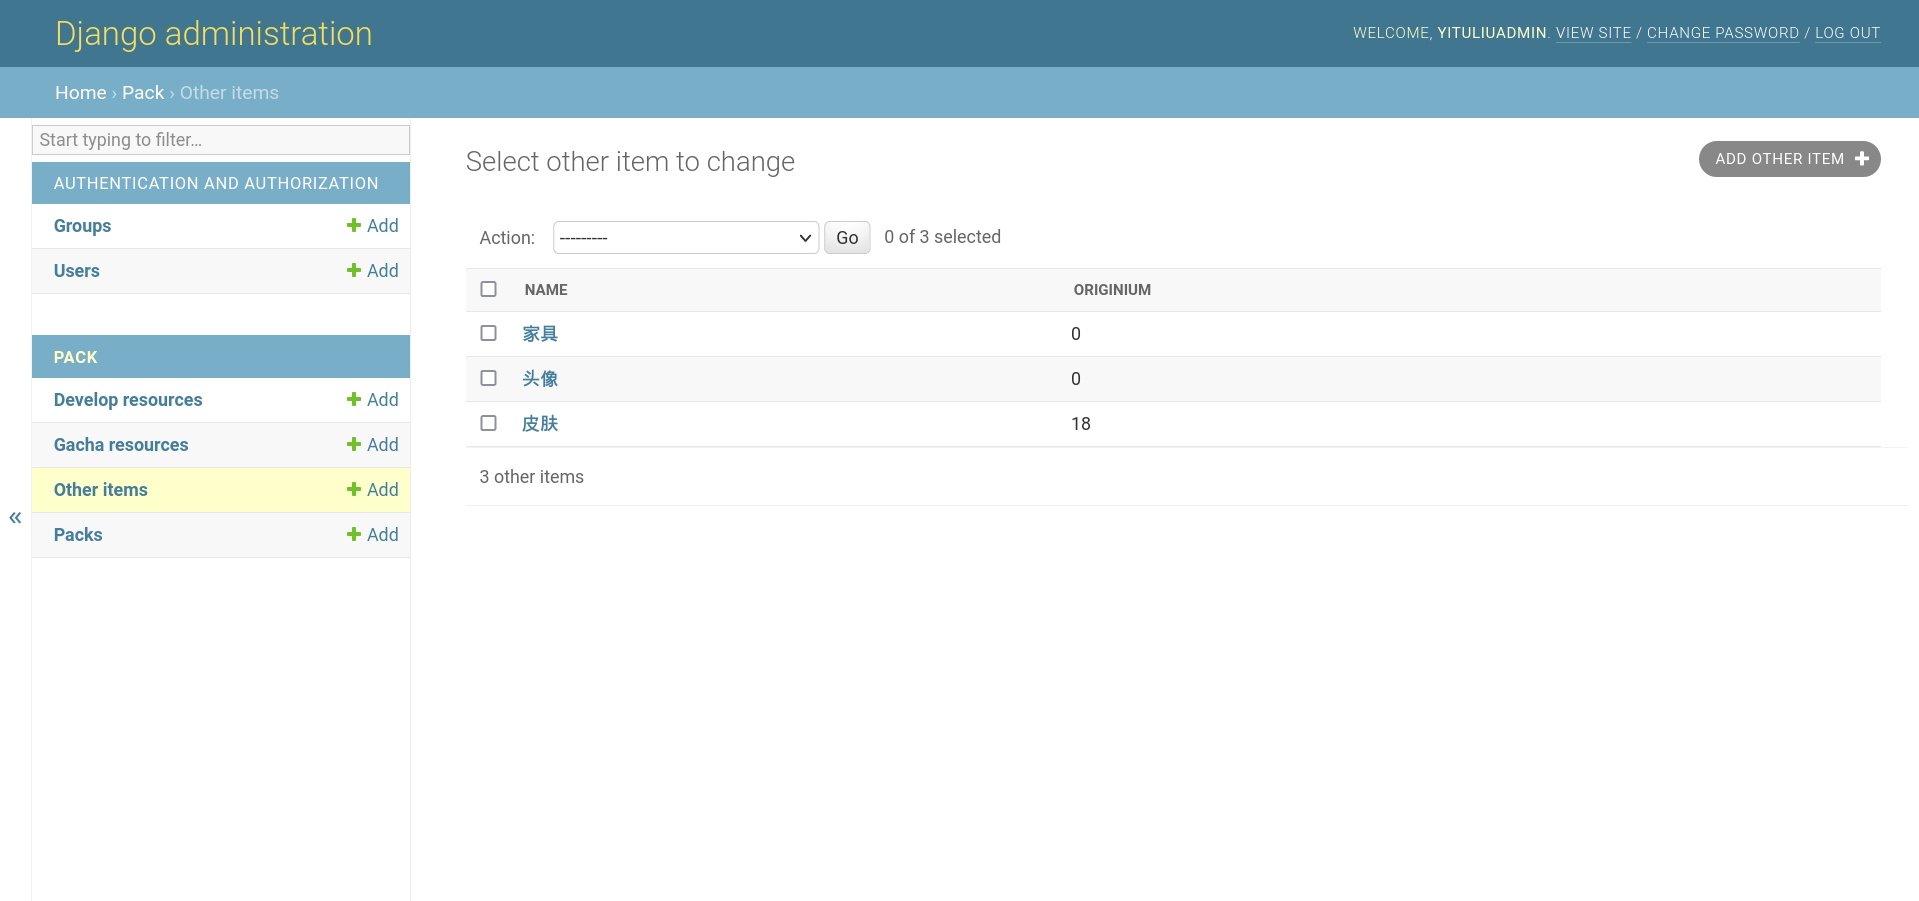 Django administration
WELCOME, YITULIUADMIN. VIEW SITE / CHANGE PASSWORD / LOG OUT
Home › Pack › Other items
Start typing to filter…
AUTHENTICATION AND AUTHORIZATION
Groups Add
Users Add
PACK
Develop resources Add
Gacha resources Add
Other items Add
Packs Add
«
Select other item to change
ADD OTHER ITEM
Action: --------- Go 0 of 3 selected
NAME ORIGINIUM
家具 0
头像 0
皮肤 18
3 other items